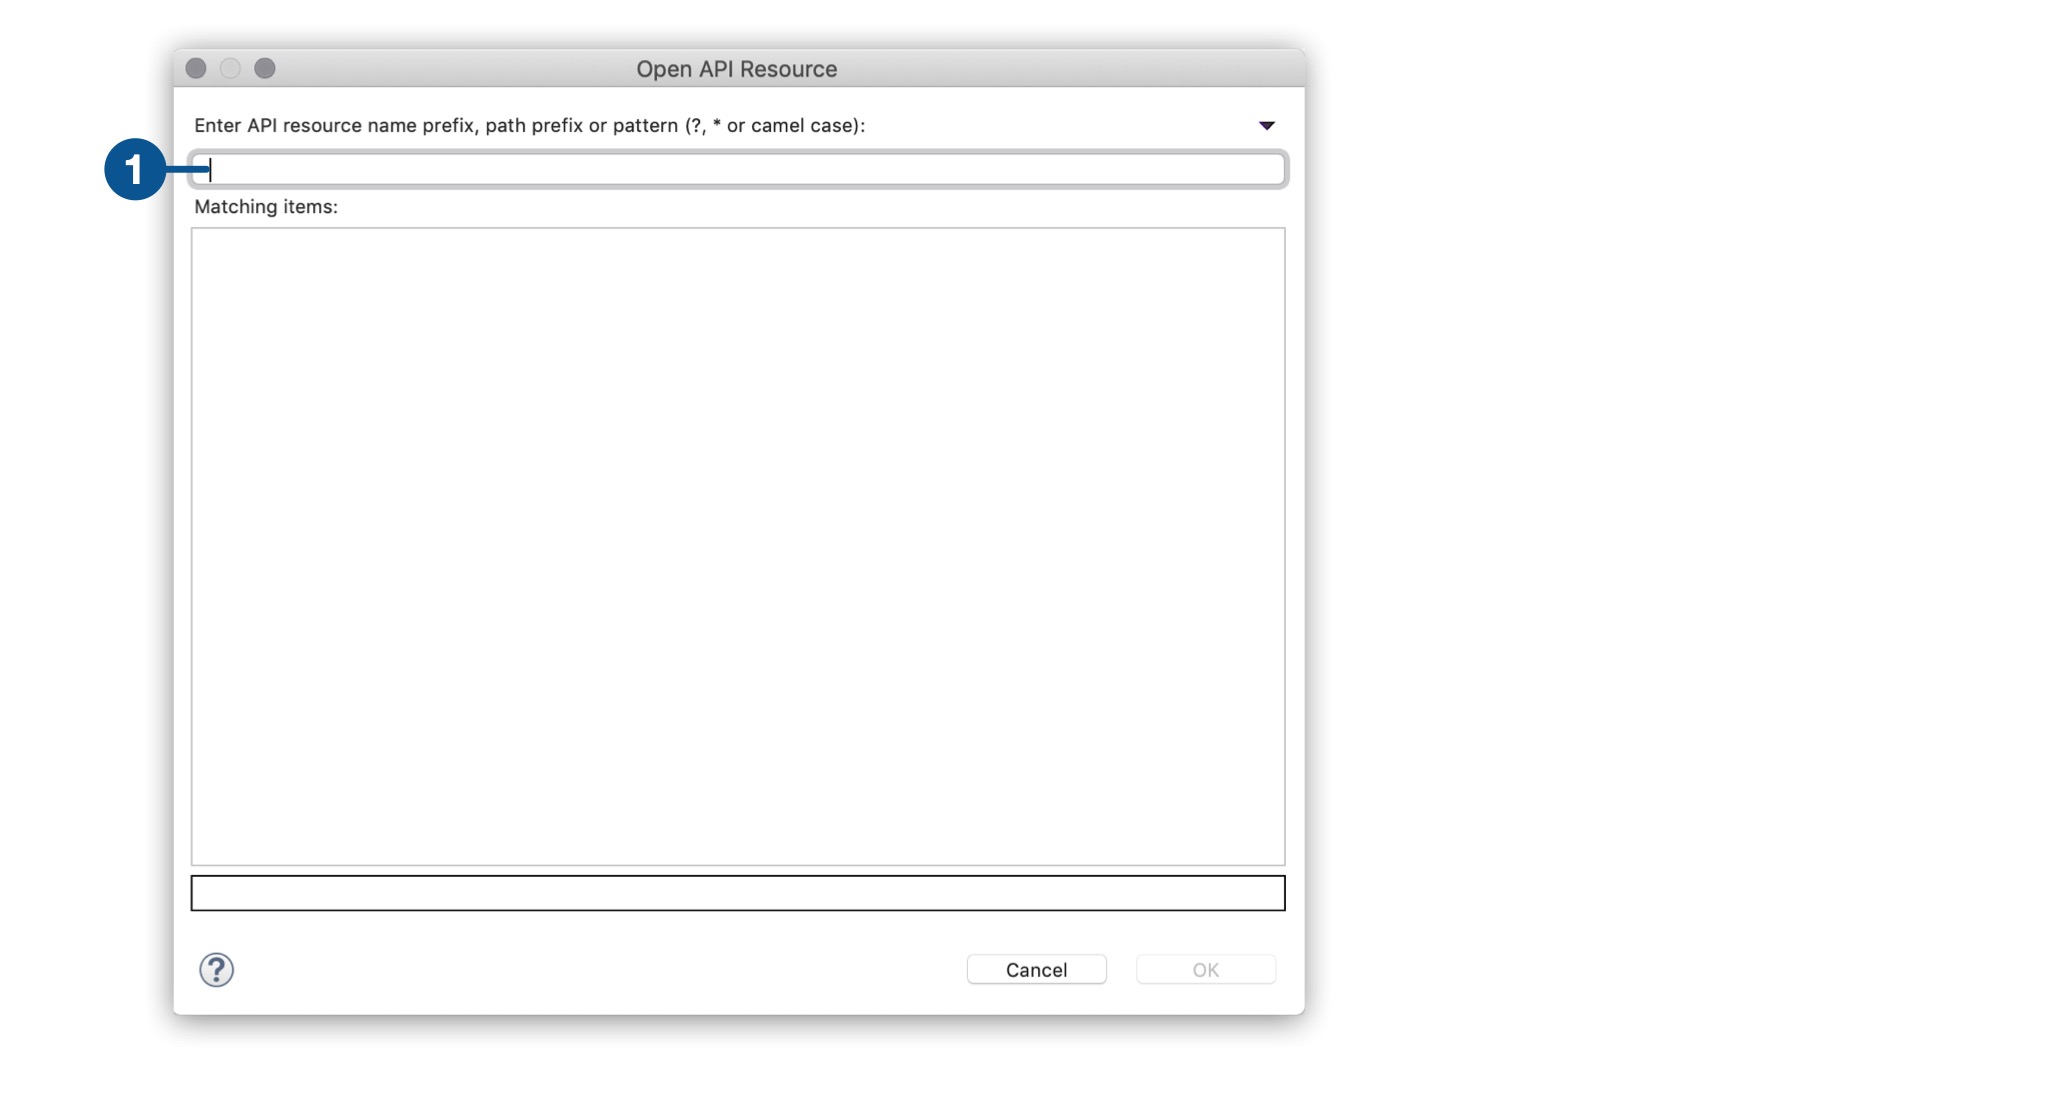 Open API Resource
Enter API resource name prefix, path prefix or pattern (?, * or camel case):
1
Matching items:
?
Cancel
OK